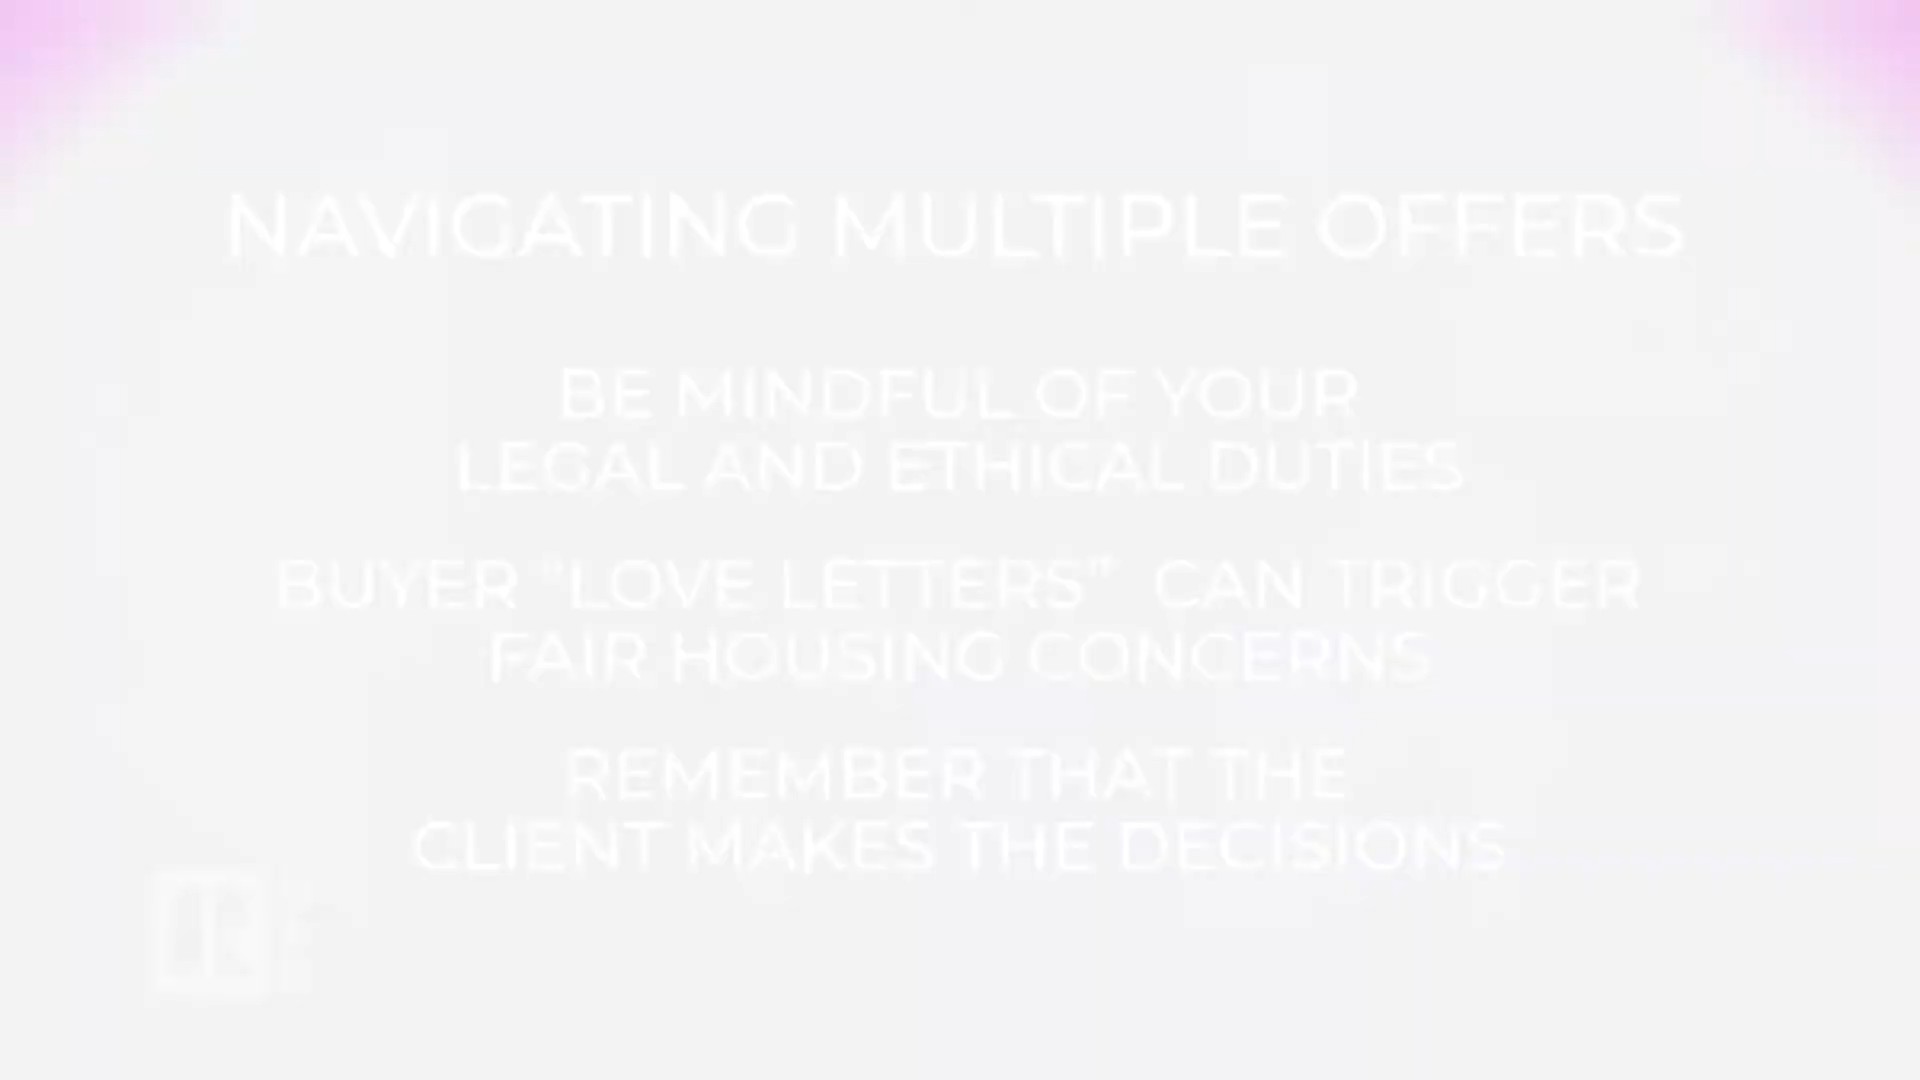 NAVIGATING MULTIPLE OFFERS
BE MINDFUL OF YOUR
LEGAL AND ETHICAL DUTIES
BUYER "LOVE LETTERS" CAN TRIGGER
FAIR HOUSING CONCERNS
REMEMBER THAT THE
CLIENT MAKES THE DECISIONS